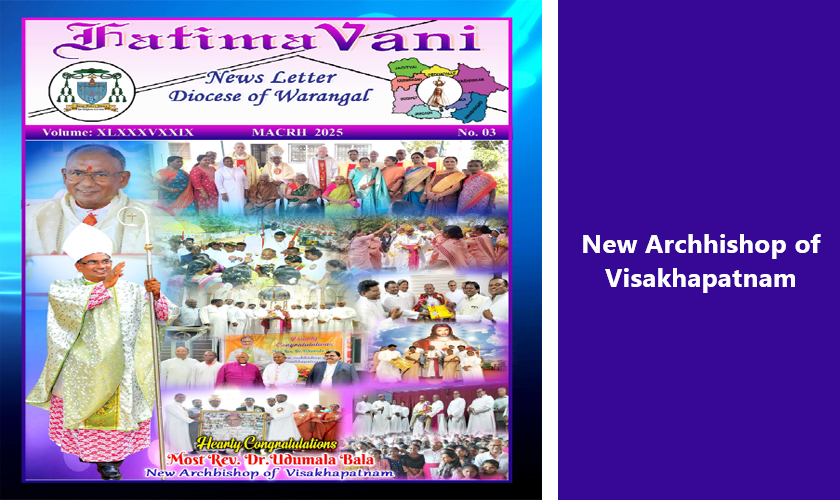 FatimaVani
News Letter
Diocese of Warangal
Volume: XLXXXVXXIX MACRH 2025 No. 03
Hearly Congratulations
Most Rev. Dr. Udumala Bala
New Archbishop of Visakhapatnam
New Archhishop of
Visakhapatnam